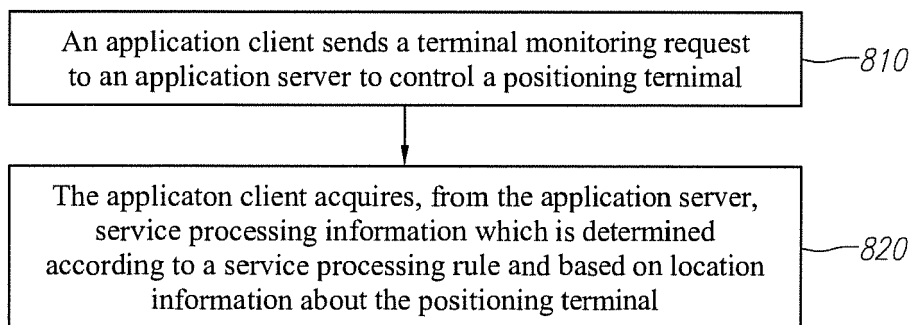 An application client sends a terminal monitoring request
to an application server to control a positioning ternimal
810
The applicaton client acquires, from the application server,
service processing information which is determined
according to a service processing rule and based on location
information about the positioning terminal
820